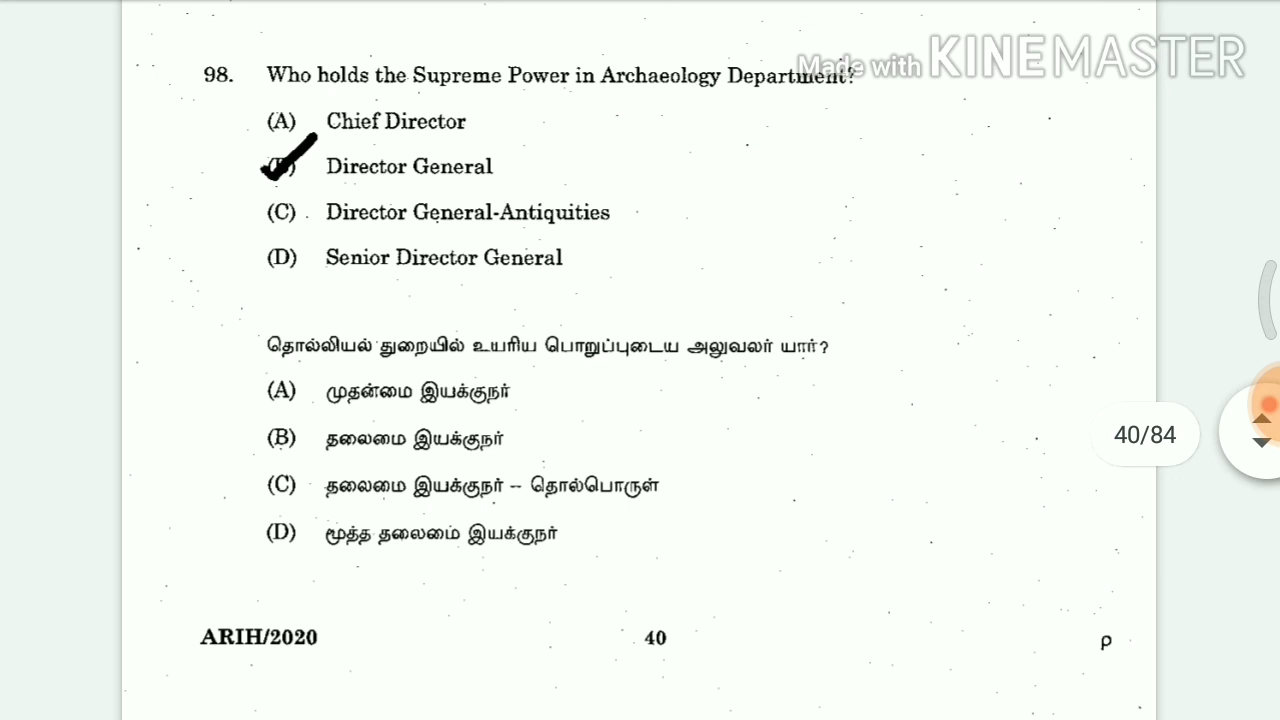 Made with KINEMASTER
98. Who holds the Supreme Power in Archaeology Department?
(A) Chief Director
(B) Director General
(C) Director General-Antiquities
(D) Senior Director General
தொல்லியல் துறையில் உயரிய பொறுப்புடைய அலுவலர் யார்?
(A) முதன்மை இயக்குநர்
(B) தலைமை இயக்குநர்
(C) தலைமை இயக்குநர் – தொல்பொருள்
(D) மூத்த தலைமை இயக்குநர்
40/84
ARIH/2020 40